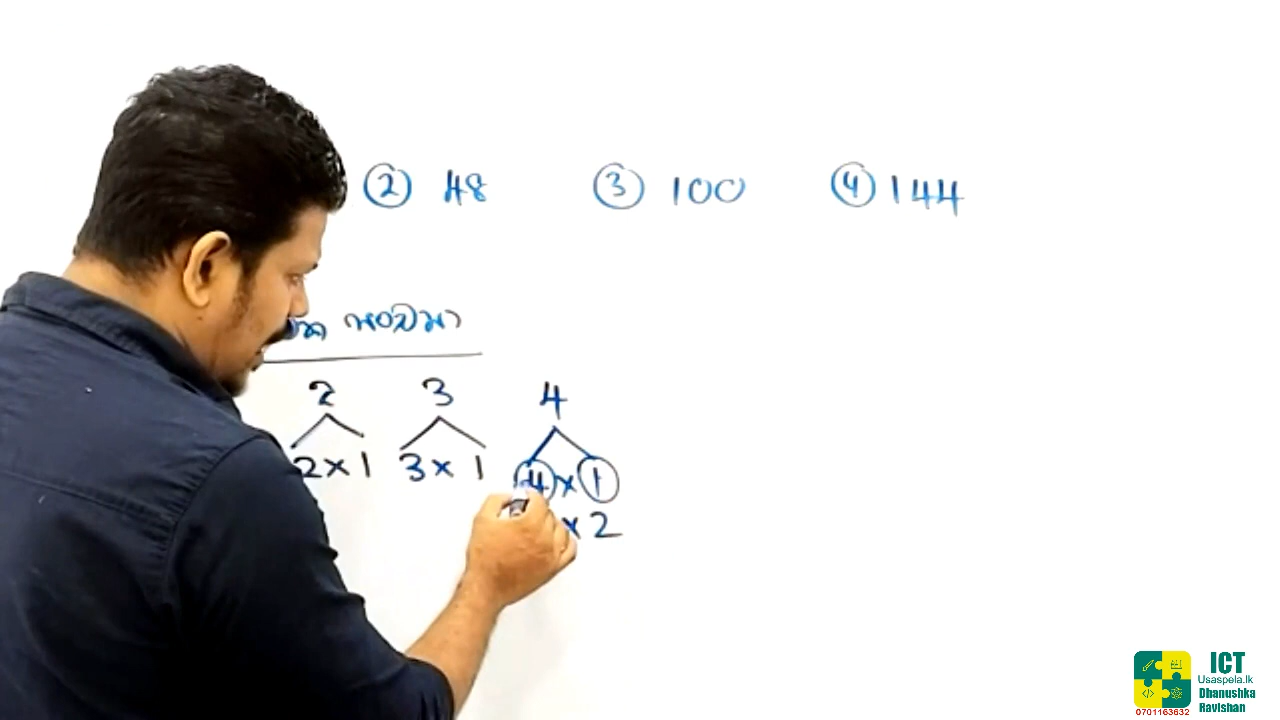 ② 48 ③ 100 ④ 144
සංඛ්‍යා
2 3 4
2 x 1 3 x 1 4 x 1
x 2
ICT
Usaspela.lk
Dhanushka
Ravishan
0701163632